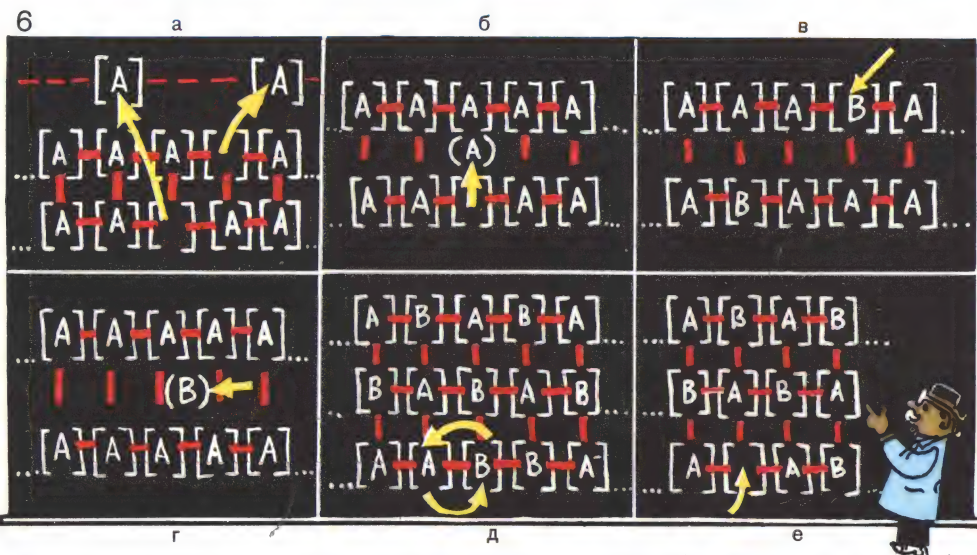 6
а б в
[A] [A]
[A] [A] [A] [ ] [A]
...[A] [A] [ ] [A] [A]...
[A] [A] [A] [A] [A]
(A)
[A] [A] [ ] [A] [A]
[A] [A] [A] [B] [A]
[A] [B] [A] [A] [A]
[A] [A] [A] [A] [A]
(B)
[A] [A] [A] [A] [A]
[A] [B] [A] [B] [A]
[B] [A] [B] [A] [B]
[A] [A] [B] [B] [A]
[A] [B] [A] [B]
[B] [A] [B] [A]
[A] [ ] [A] [B]
г д е